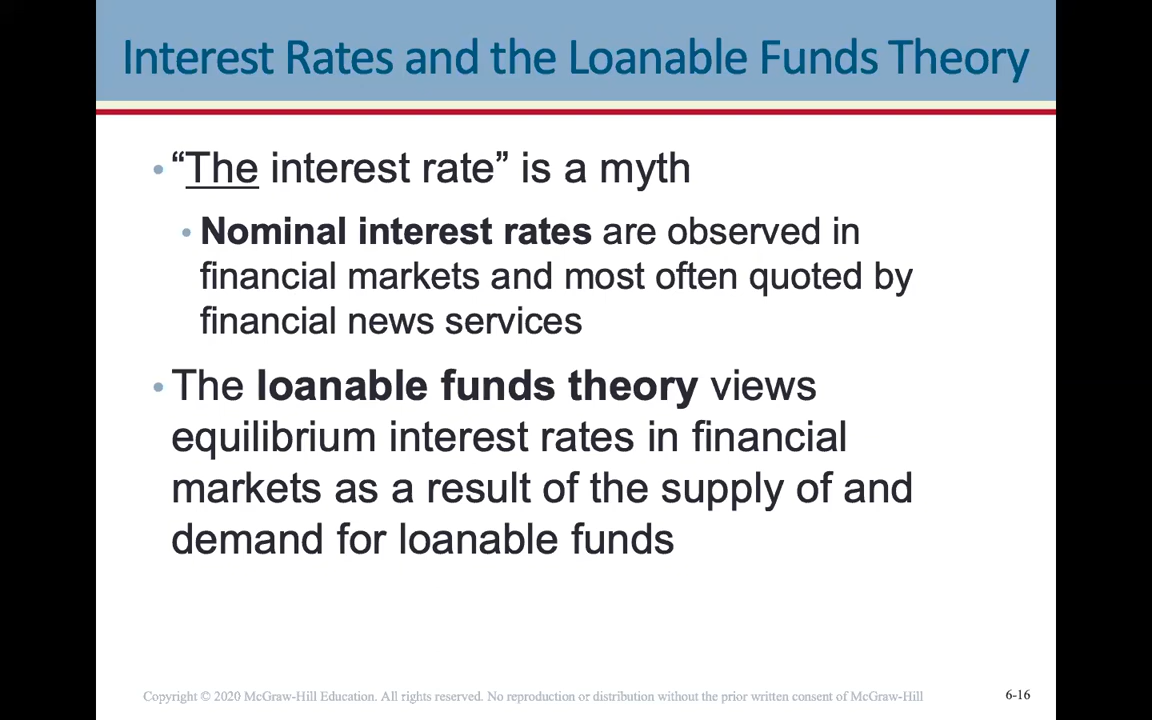 Interest Rates and the Loanable Funds Theory
• “The interest rate” is a myth
• Nominal interest rates are observed in
financial markets and most often quoted by
financial news services
• The loanable funds theory views
equilibrium interest rates in financial
markets as a result of the supply of and
demand for loanable funds
Copyright © 2020 McGraw-Hill Education. All rights reserved. No reproduction or distribution without the prior written consent of McGraw-Hill
6-16